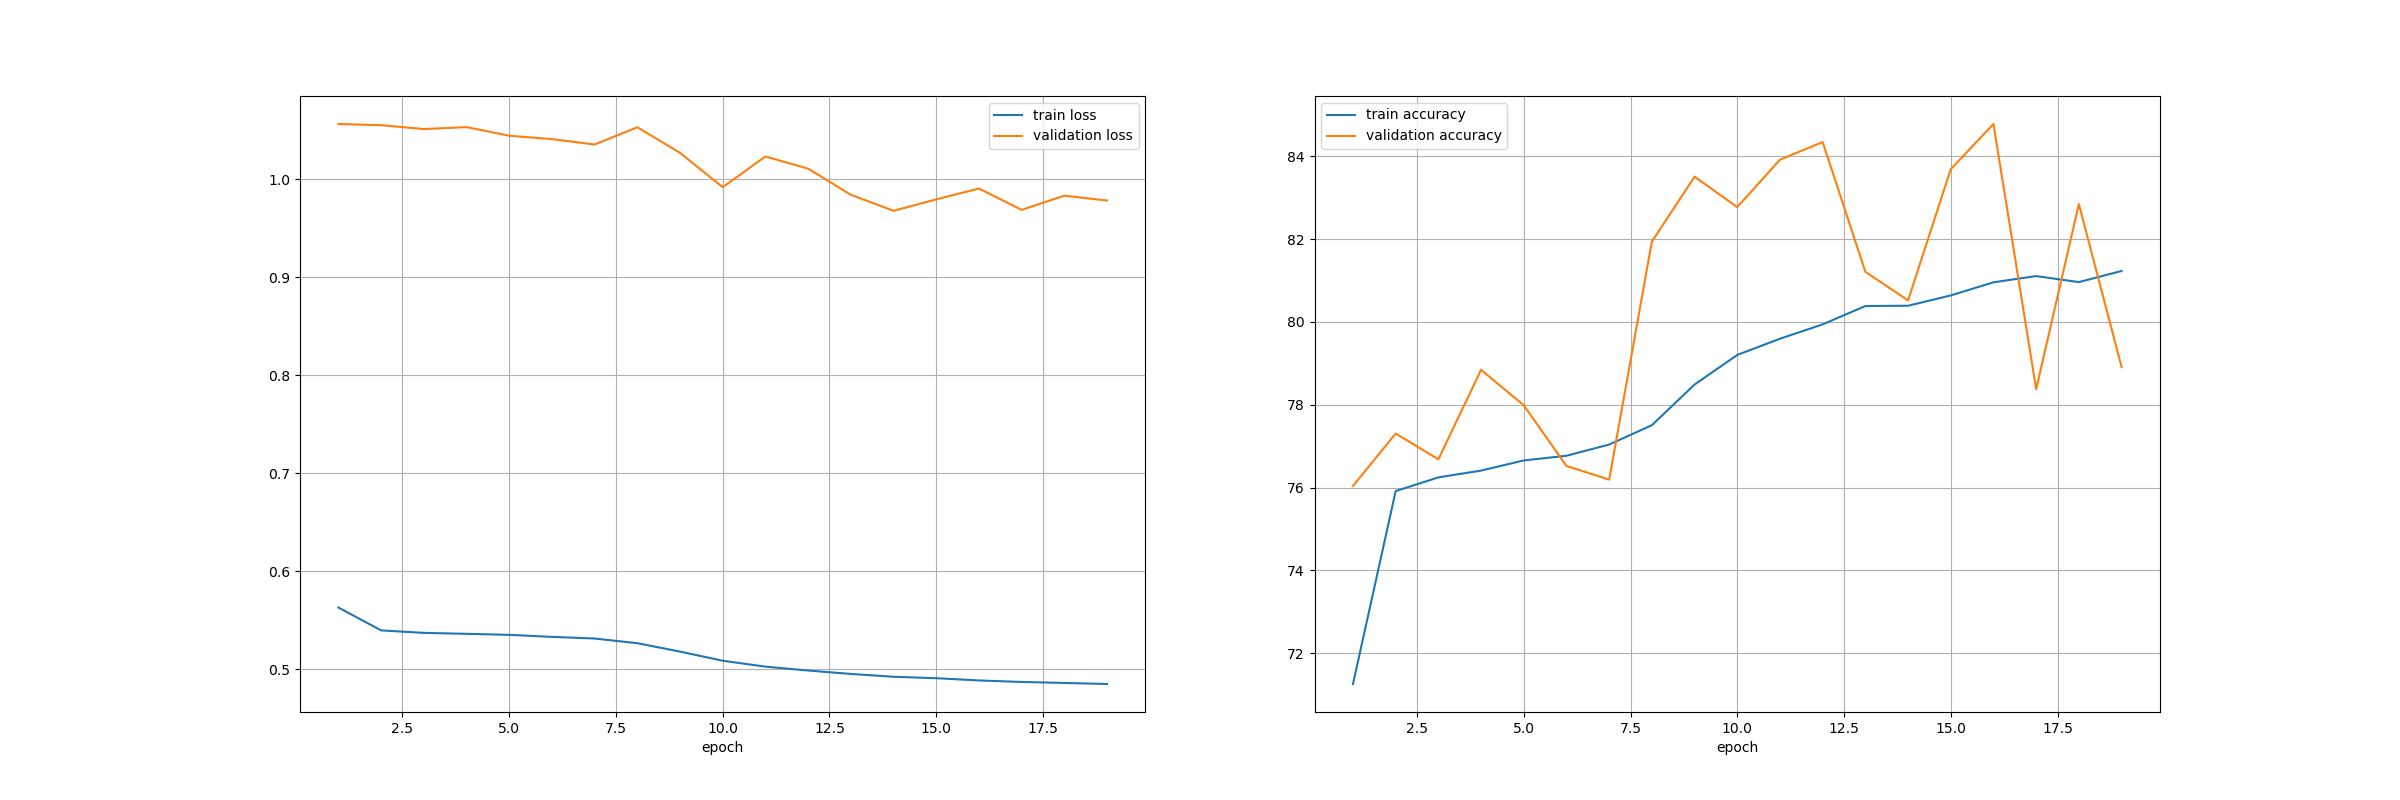 train loss
validation loss
1.0
0.9
0.8
0.7
0.6
0.5
2.5 5.0 7.5 10.0 12.5 15.0 17.5
epoch
train accuracy
validation accuracy
84
82
80
78
76
74
72
2.5 5.0 7.5 10.0 12.5 15.0 17.5
epoch